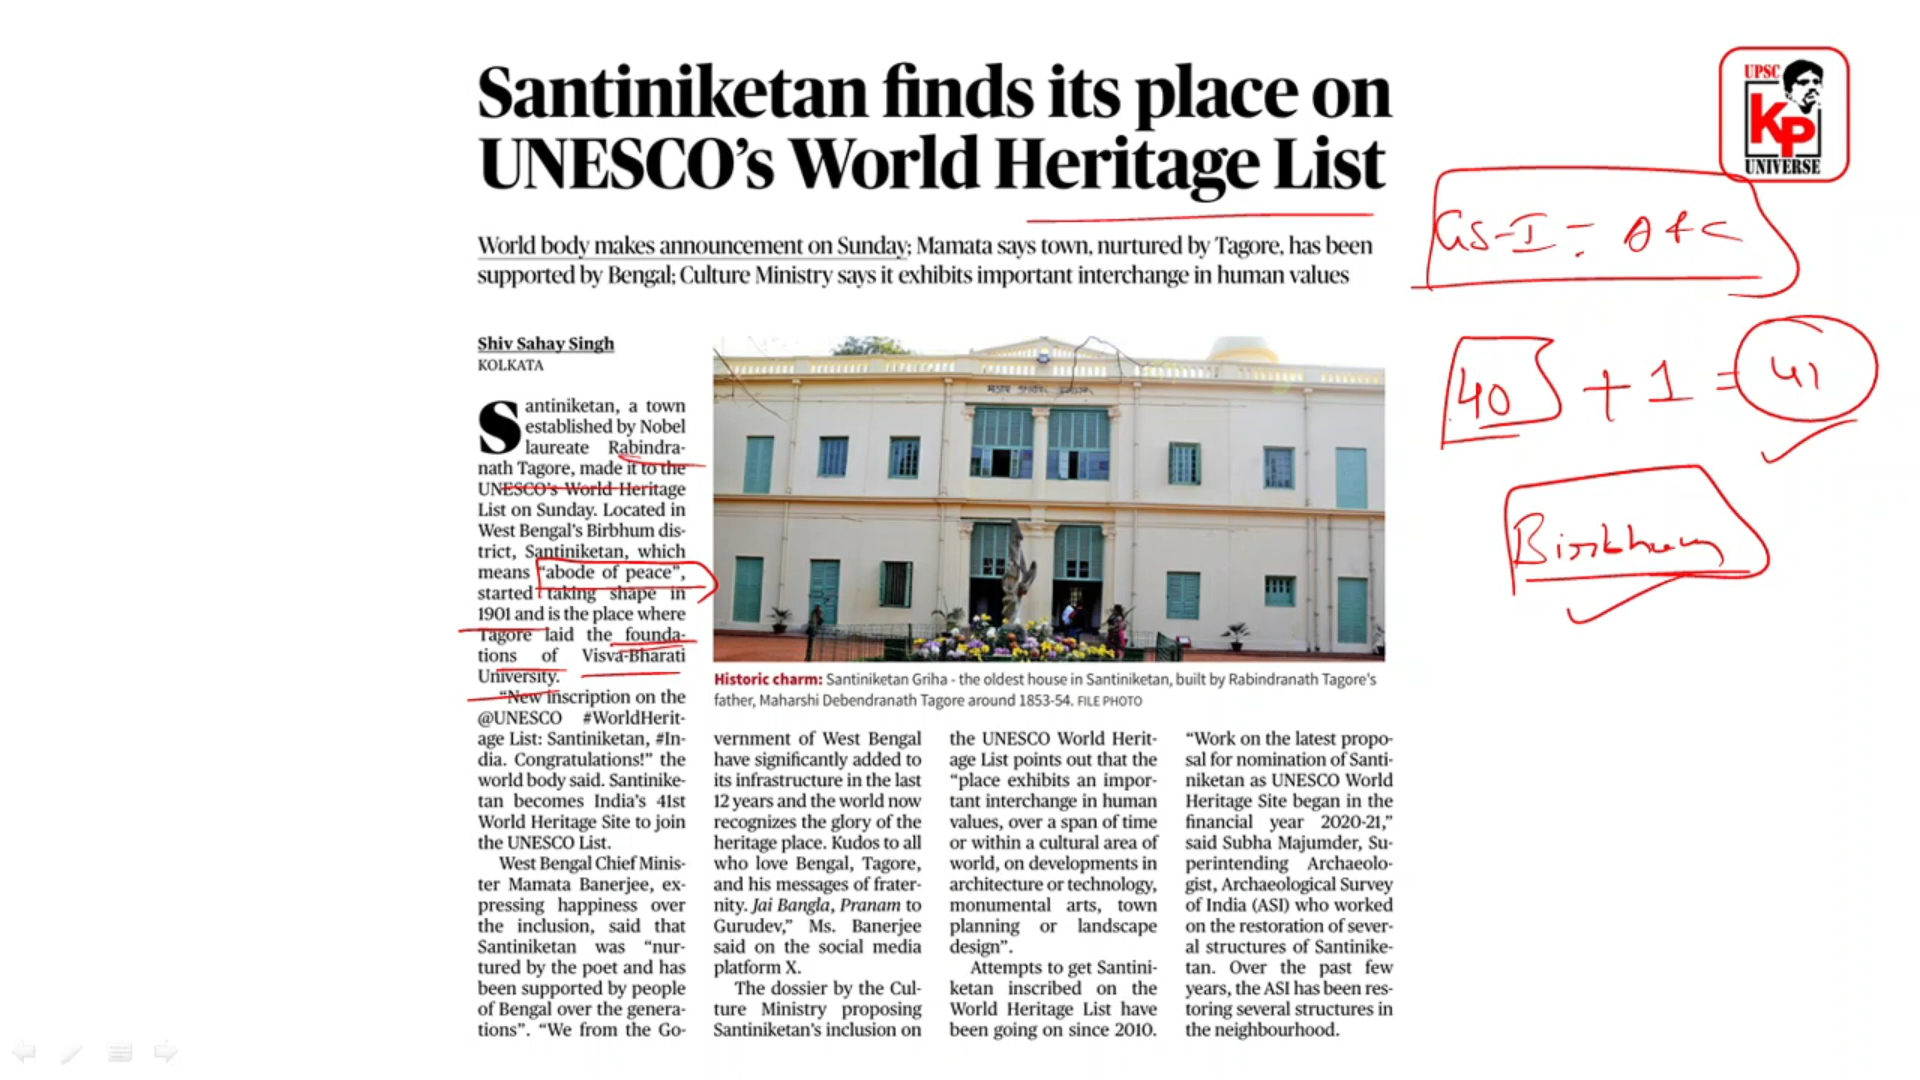 Santiniketan finds its place on
UNESCO's World Heritage List
World body makes announcement on Sunday; Mamata says town, nurtured by Tagore, has been
supported by Bengal; Culture Ministry says it exhibits important interchange in human values
Shiv Sahay Singh
KOLKATA
Santiniketan, a town
established by Nobel
laureate Rabindra-
nath Tagore, made it to the
UNESCO's World Heritage
List on Sunday. Located in
West Bengal's Birbhum dis-
trict, Santiniketan, which
means "abode of peace",
started taking shape in
1901 and is the place where
Tagore laid the founda-
tions of Visva-Bharati
University.
"New inscription on the
@UNESCO #WorldHerit-
age List: Santiniketan, #In-
dia. Congratulations!" the
world body said. Santinike-
tan becomes India's 41st
World Heritage Site to join
the UNESCO List.
West Bengal Chief Minis-
ter Mamata Banerjee, ex-
pressing happiness over
the inclusion, said that
Santiniketan was "nur-
tured by the poet and has
been supported by people
of Bengal over the genera-
tions". "We from the Go-
Historic charm: Santiniketan Griha - the oldest house in Santiniketan, built by Rabindranath Tagore's
father, Maharshi Debendranath Tagore around 1853-54. FILE PHOTO
vernment of West Bengal
have significantly added to
its infrastructure in the last
12 years and the world now
recognizes the glory of the
heritage place. Kudos to all
who love Bengal, Tagore,
and his messages of frater-
nity. Jai Bangla, Pranam to
Gurudev," Ms. Banerjee
said on the social media
platform X.
The dossier by the Cul-
ture Ministry proposing
Santiniketan's inclusion on
the UNESCO World Herit-
age List points out that the
"place exhibits an impor-
tant interchange in human
values, over a span of time
or within a cultural area of
world, on developments in
architecture or technology,
monumental arts, town
planning or landscape
design".
Attempts to get Santini-
ketan inscribed on the
World Heritage List have
been going on since 2010.
"Work on the latest propo-
sal for nomination of Santi-
niketan as UNESCO World
Heritage Site began in the
financial year 2020-21,"
said Subha Majumder, Su-
perintending Archaeolo-
gist, Archaeological Survey
of India (ASI) who worked
on the restoration of sever-
al structures of Santinike-
tan. Over the past few
years, the ASI has been res-
toring several structures in
the neighbourhood.
UPSC
KP
UNIVERSE
GS-I = A & C
40 + 1 = 41
Birbhum